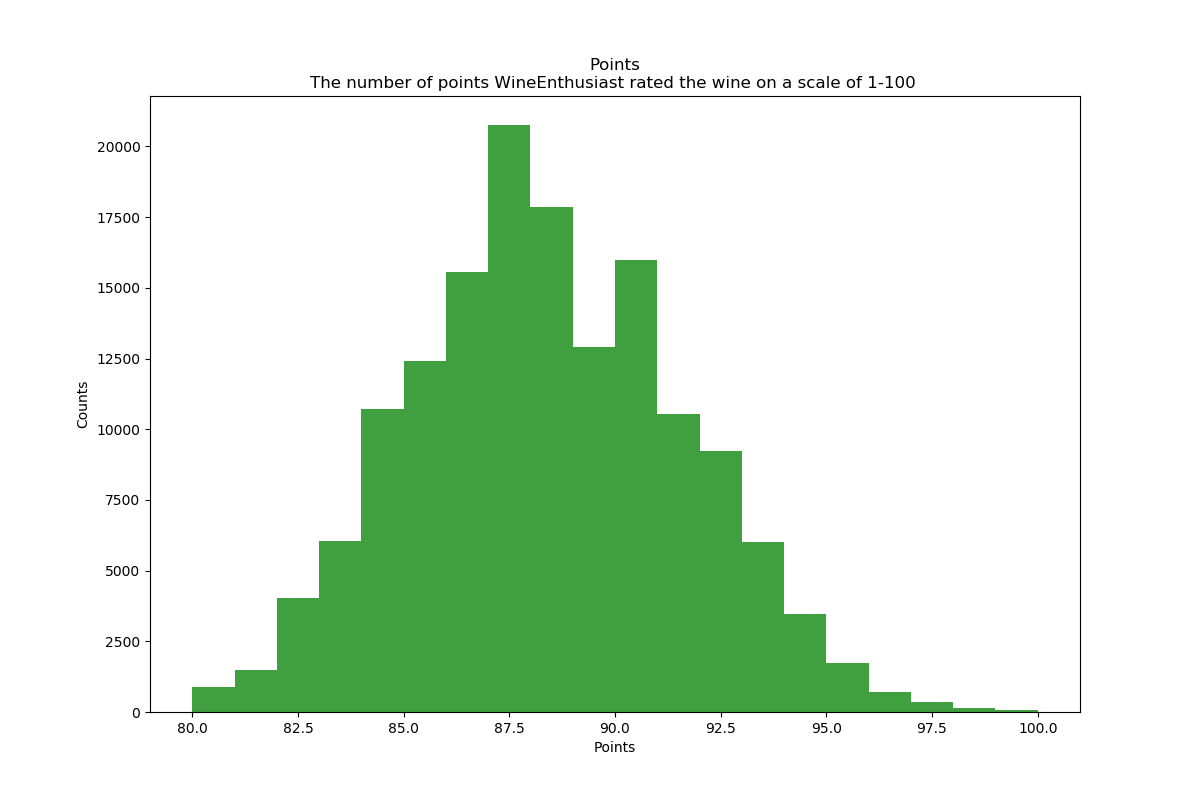 Points
The number of points WineEnthusiast rated the wine on a scale of 1-100
20000
17500
15000
12500
10000
7500
5000
2500
0
Counts
80.0 82.5 85.0 87.5 90.0 92.5 95.0 97.5 100.0
Points